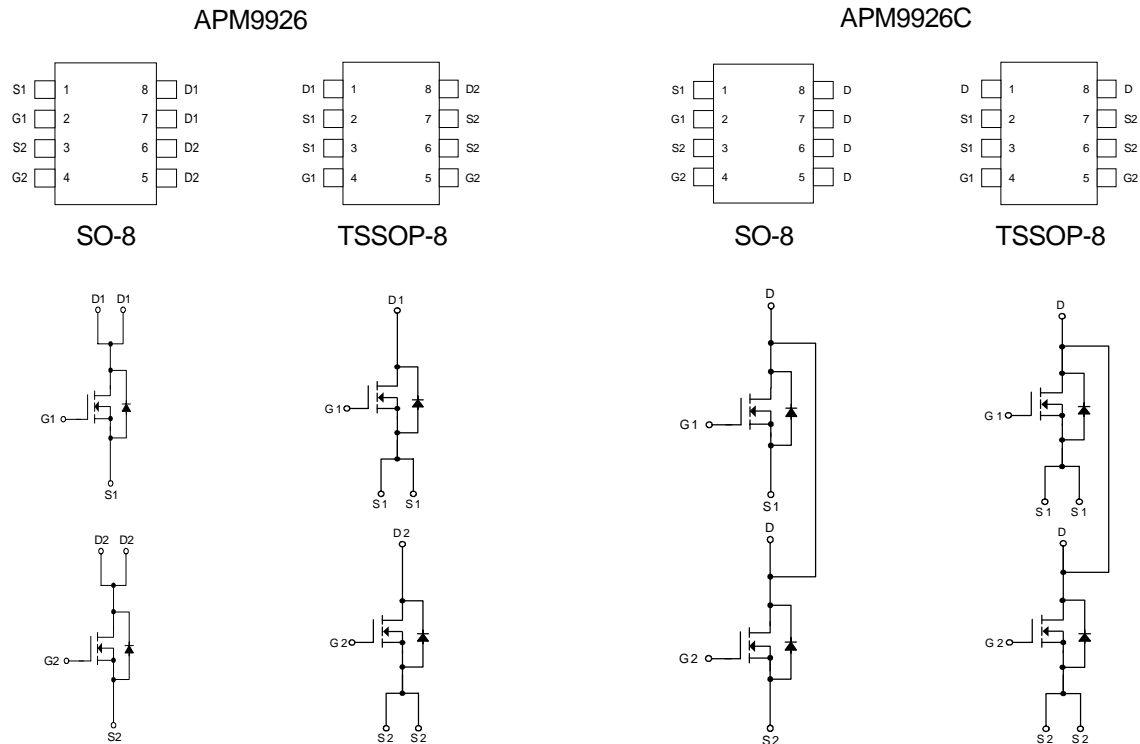 APM9926
APM9926C
S1 1 8 D1
G1 2 7 D1
S2 3 6 D2
G2 4 5 D2
SO-8
D1 1 8 D2
S1 2 7 S2
S1 3 6 S2
G1 4 5 G2
TSSOP-8
S1 1 8 D
G1 2 7 D
S2 3 6 D
G2 4 5 D
SO-8
D 1 8 D
S1 2 7 S2
S1 3 6 S2
G1 4 5 G2
TSSOP-8
D1 D1
G1
S1
D2 D2
G2
S2
D1
G1
S1 S1
D2
G2
S2 S2
D
G1
S1
D
G2
S2
D
G1
S1 S1
D
G2
S2 S2